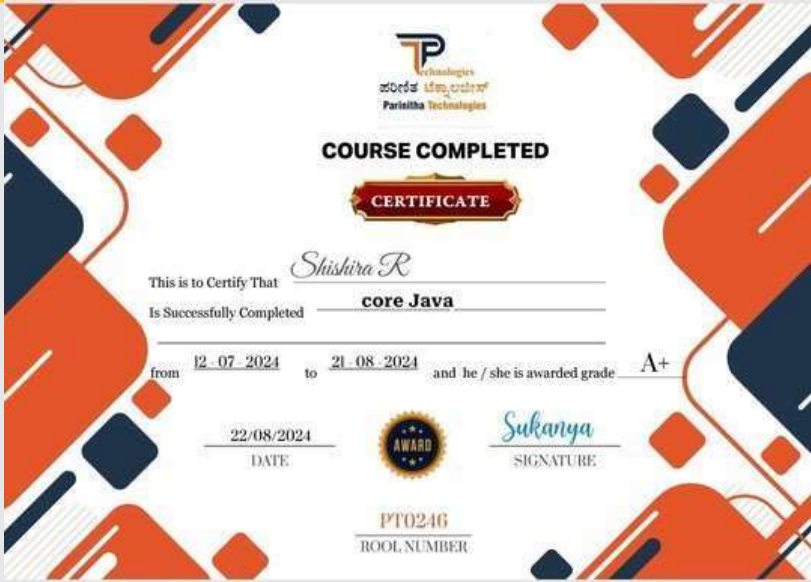 TP
Technologies
ಪರಿಣಿತ ಟೆಕ್ನಾಲಜೀಸ್
Parinitha Technologies
COURSE COMPLETED
CERTIFICATE
This is to Certify That Shishira R
Is Successfully Completed core Java
from 12 - 07 - 2024 to 21 - 08 - 2024 and he / she is awarded grade A+
22/08/2024
DATE
AWARD
Sukanya
SIGNATURE
PT0246
ROOL NUMBER